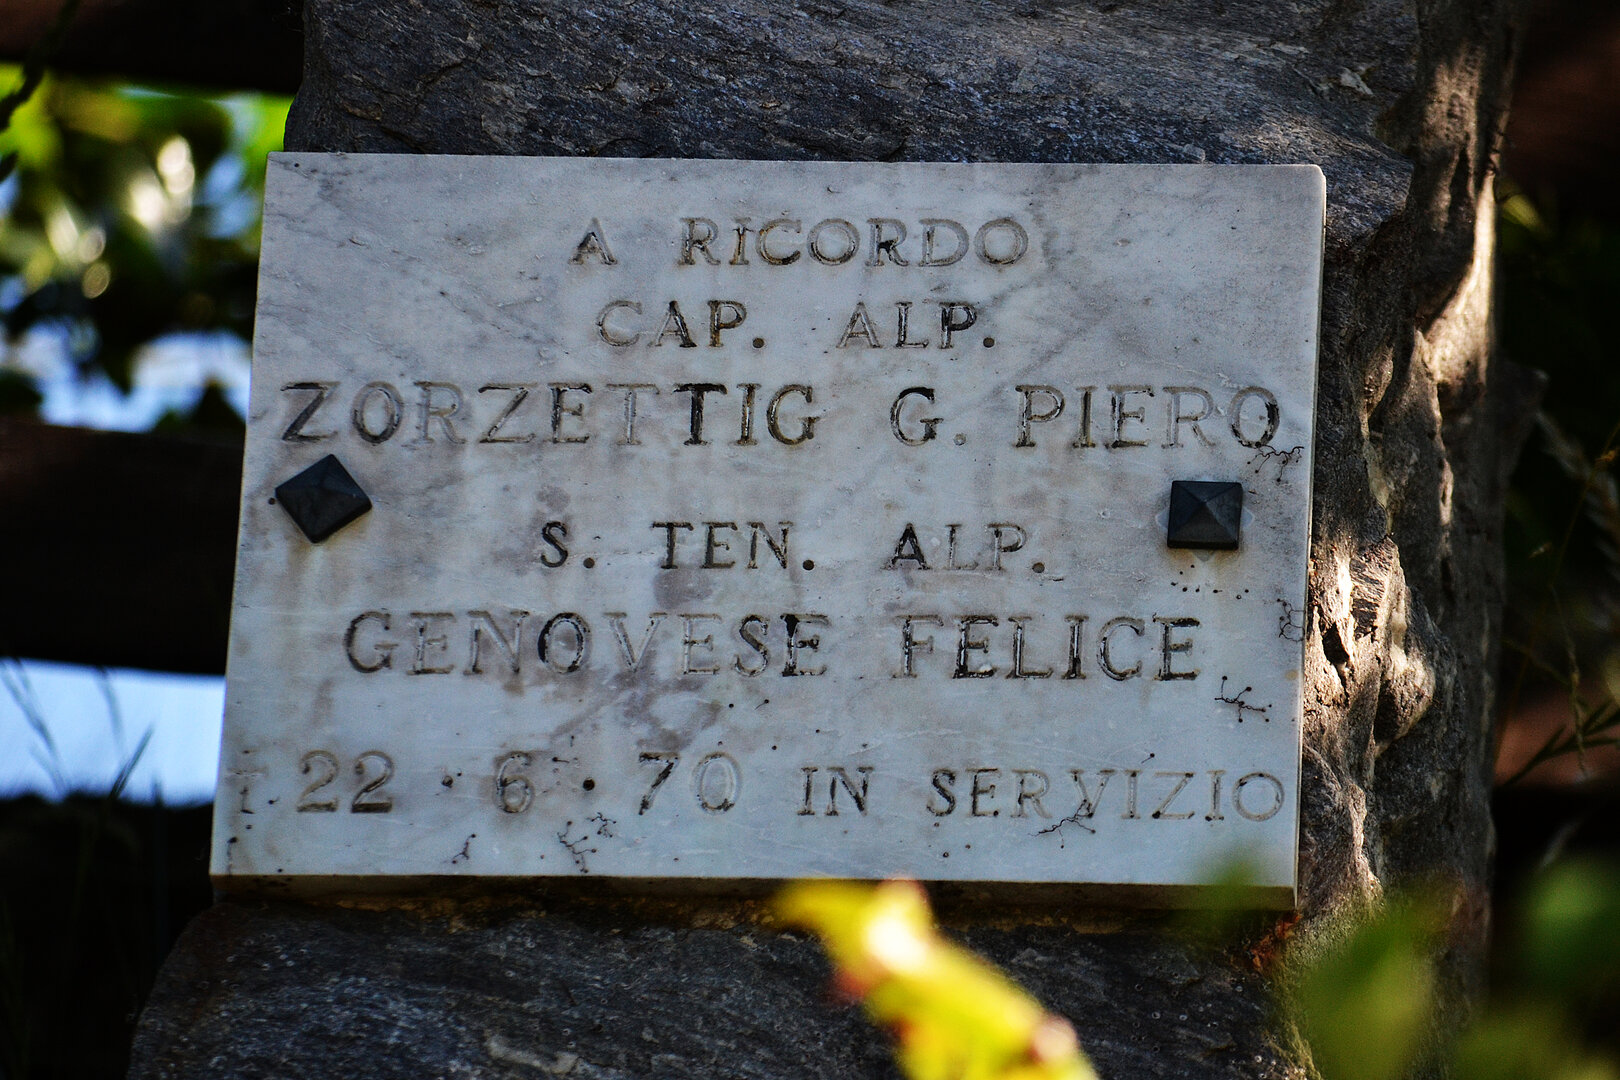 A RICORDO
CAP. ALP.
ZORZETTIG G. PIERO
S. TEN. ALP.
GENOVESE FELICE
† 22 · 6 · 70 IN SERVIZIO